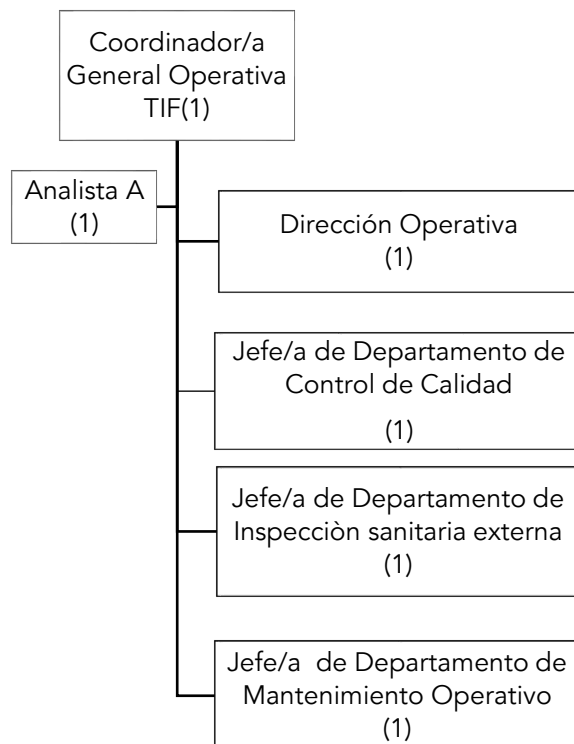 Coordinador/a
General Operativa
TIF(1)
Analista A
(1)
Dirección Operativa
(1)
Jefe/a de Departamento de
Control de Calidad
(1)
Jefe/a de Departamento de
Inspecciòn sanitaria externa
(1)
Jefe/a  de Departamento de
Mantenimiento Operativo
(1)